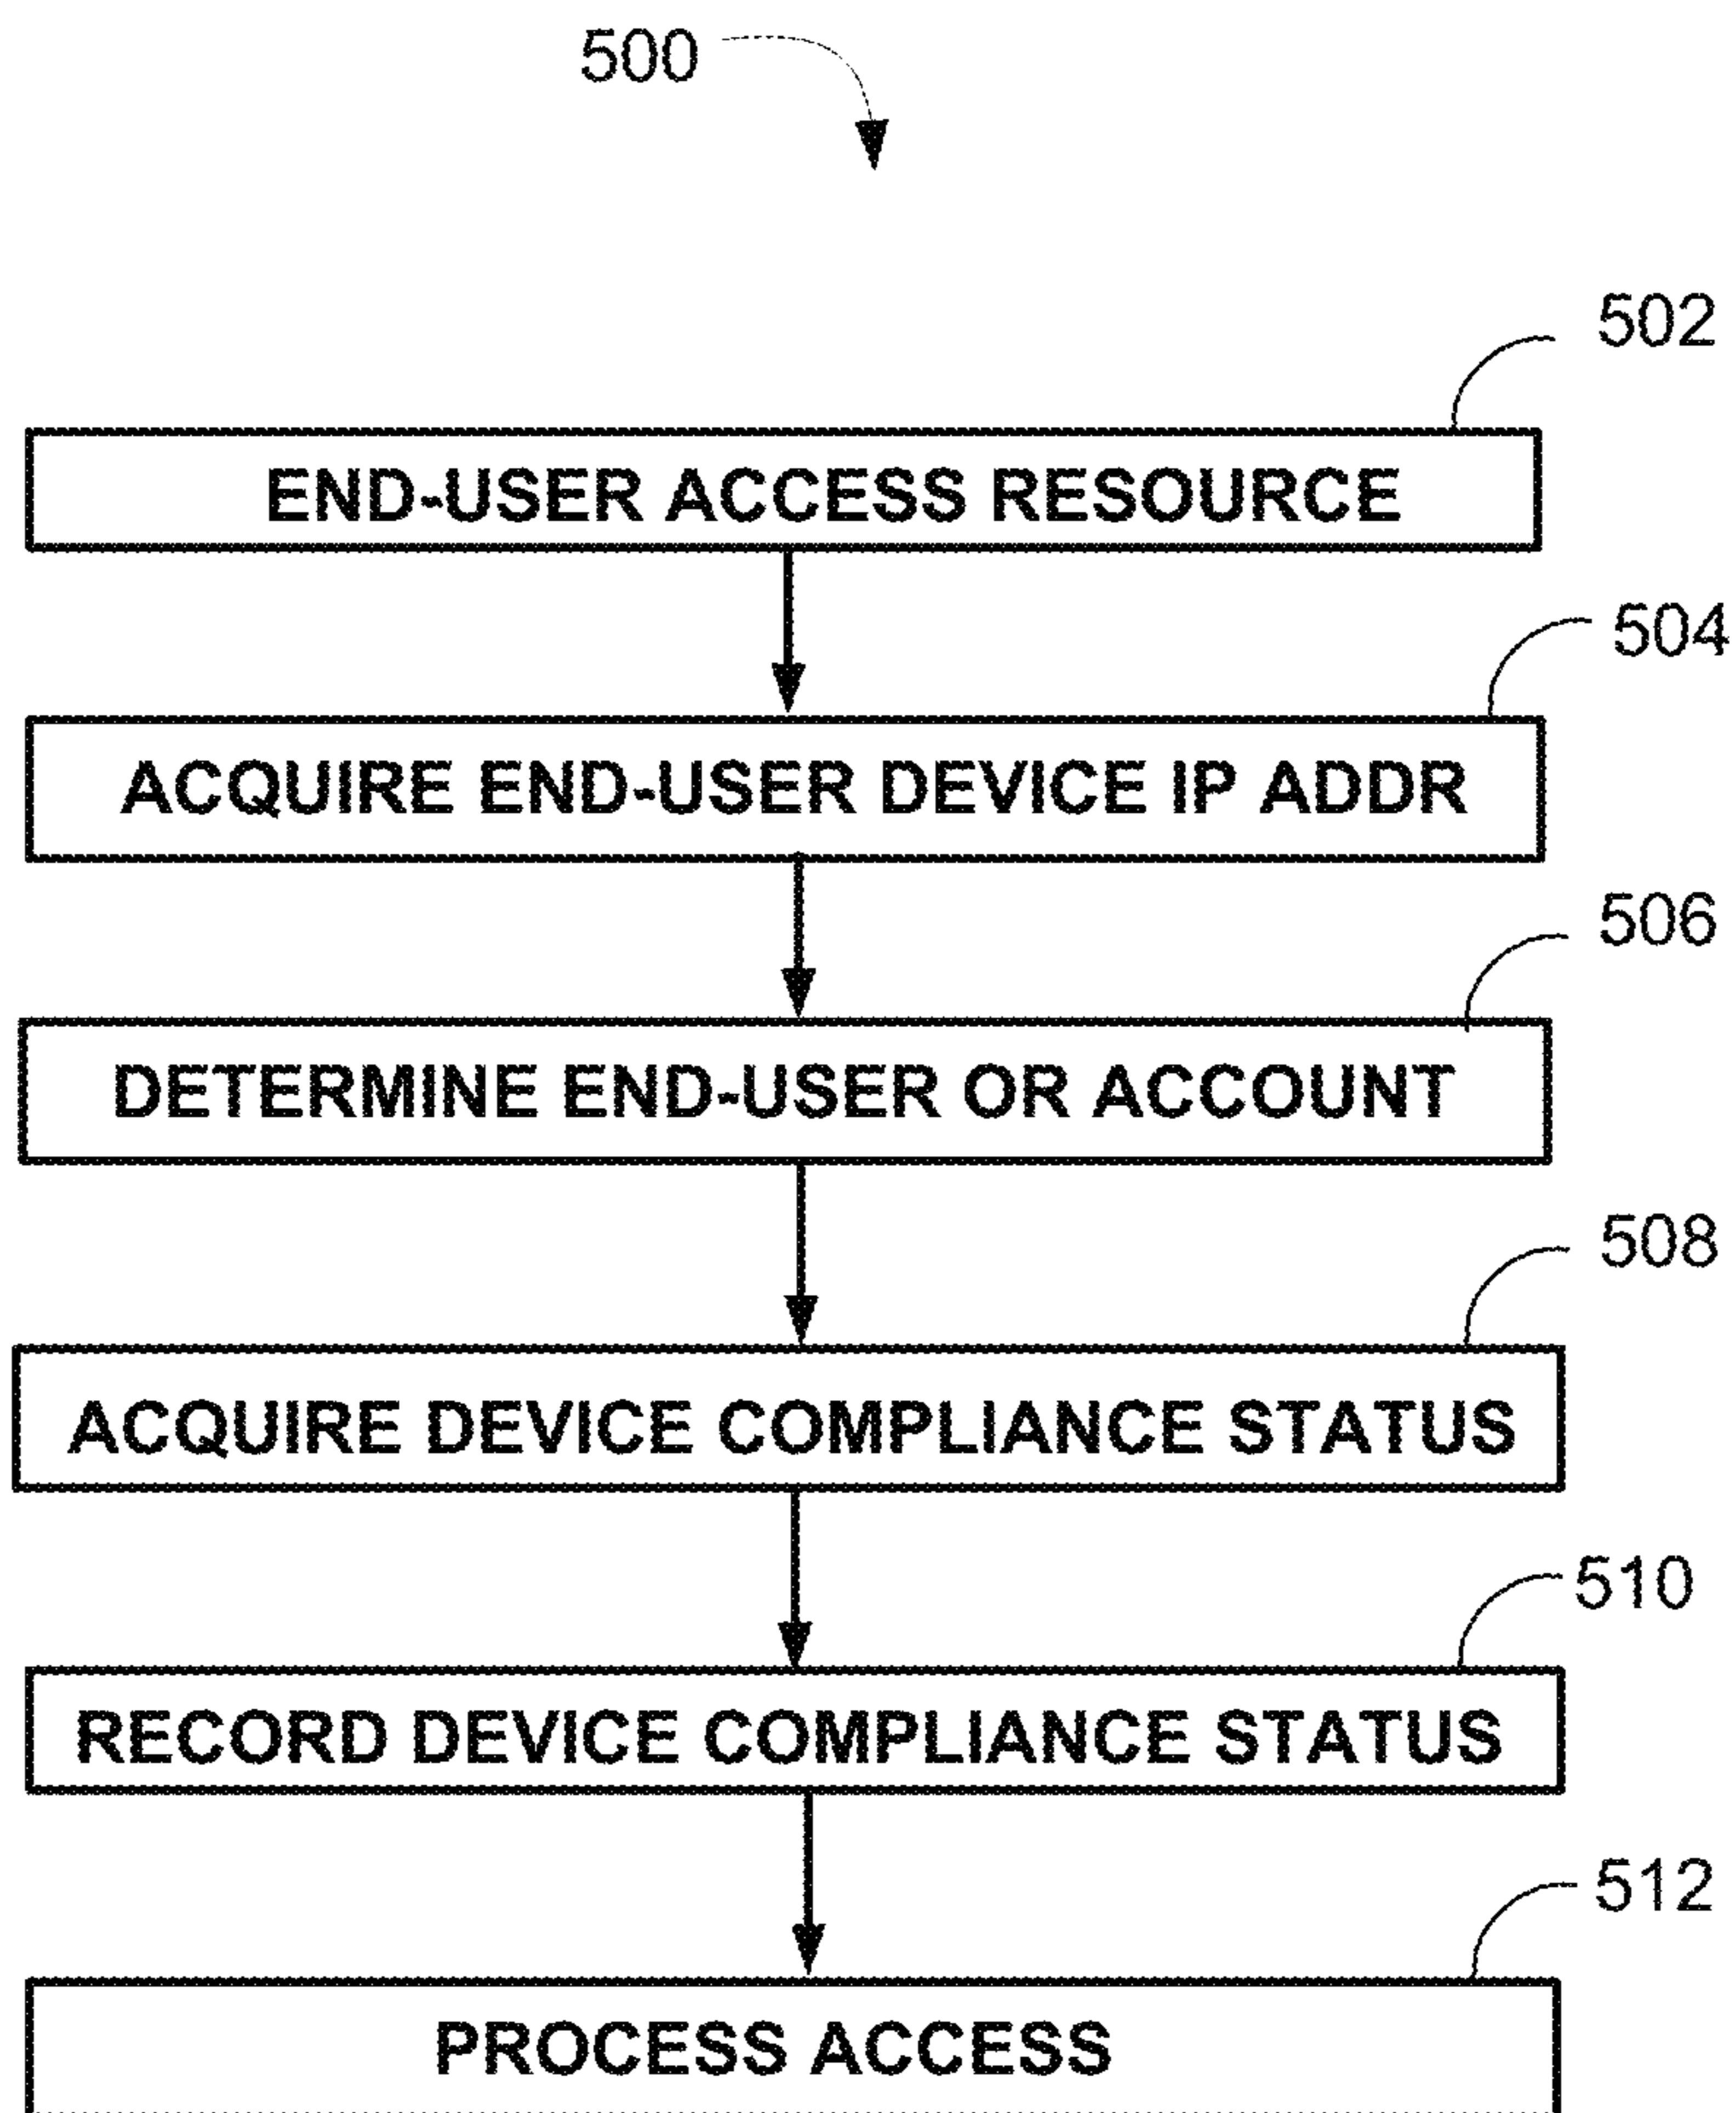 500
502
END-USER ACCESS RESOURCE
504
ACQUIRE END-USER DEVICE IP ADDR
506
DETERMINE END-USER OR ACCOUNT
508
ACQUIRE DEVICE COMPLIANCE STATUS
510
RECORD DEVICE COMPLIANCE STATUS
512
PROCESS ACCESS